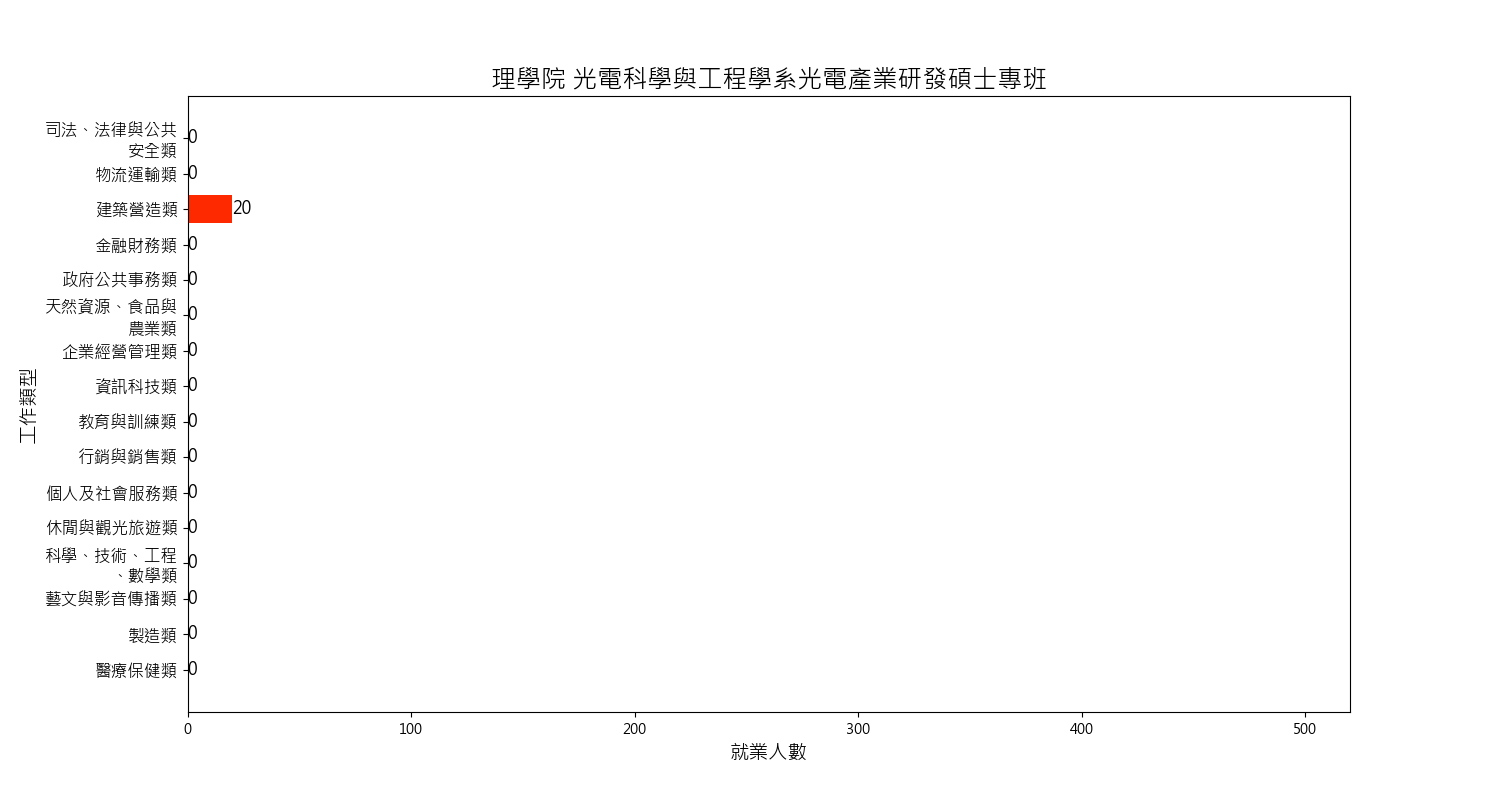 理學院 光電科學與工程學系光電產業研發碩士專班
司法、法律與公共
安全類
0
物流運輸類
0
建築營造類
20
金融財務類
0
政府公共事務類
0
天然資源、食品與
農業類
0
企業經營管理類
0
資訊科技類
0
教育與訓練類
0
行銷與銷售類
0
個人及社會服務類
0
休閒與觀光旅遊類
0
科學、技術、工程
、數學類
0
藝文與影音傳播類
0
製造類
0
醫療保健類
0
工作類型
0 100 200 300 400 500
就業人數